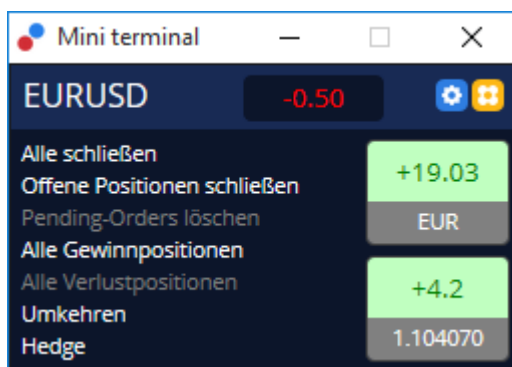 Mini terminal
EURUSD -0.50
Alle schließen
Offene Positionen schließen
Pending-Orders löschen
Alle Gewinnpositionen
Alle Verlustpositionen
Umkehren
Hedge
+19.03
EUR
+4.2
1.104070